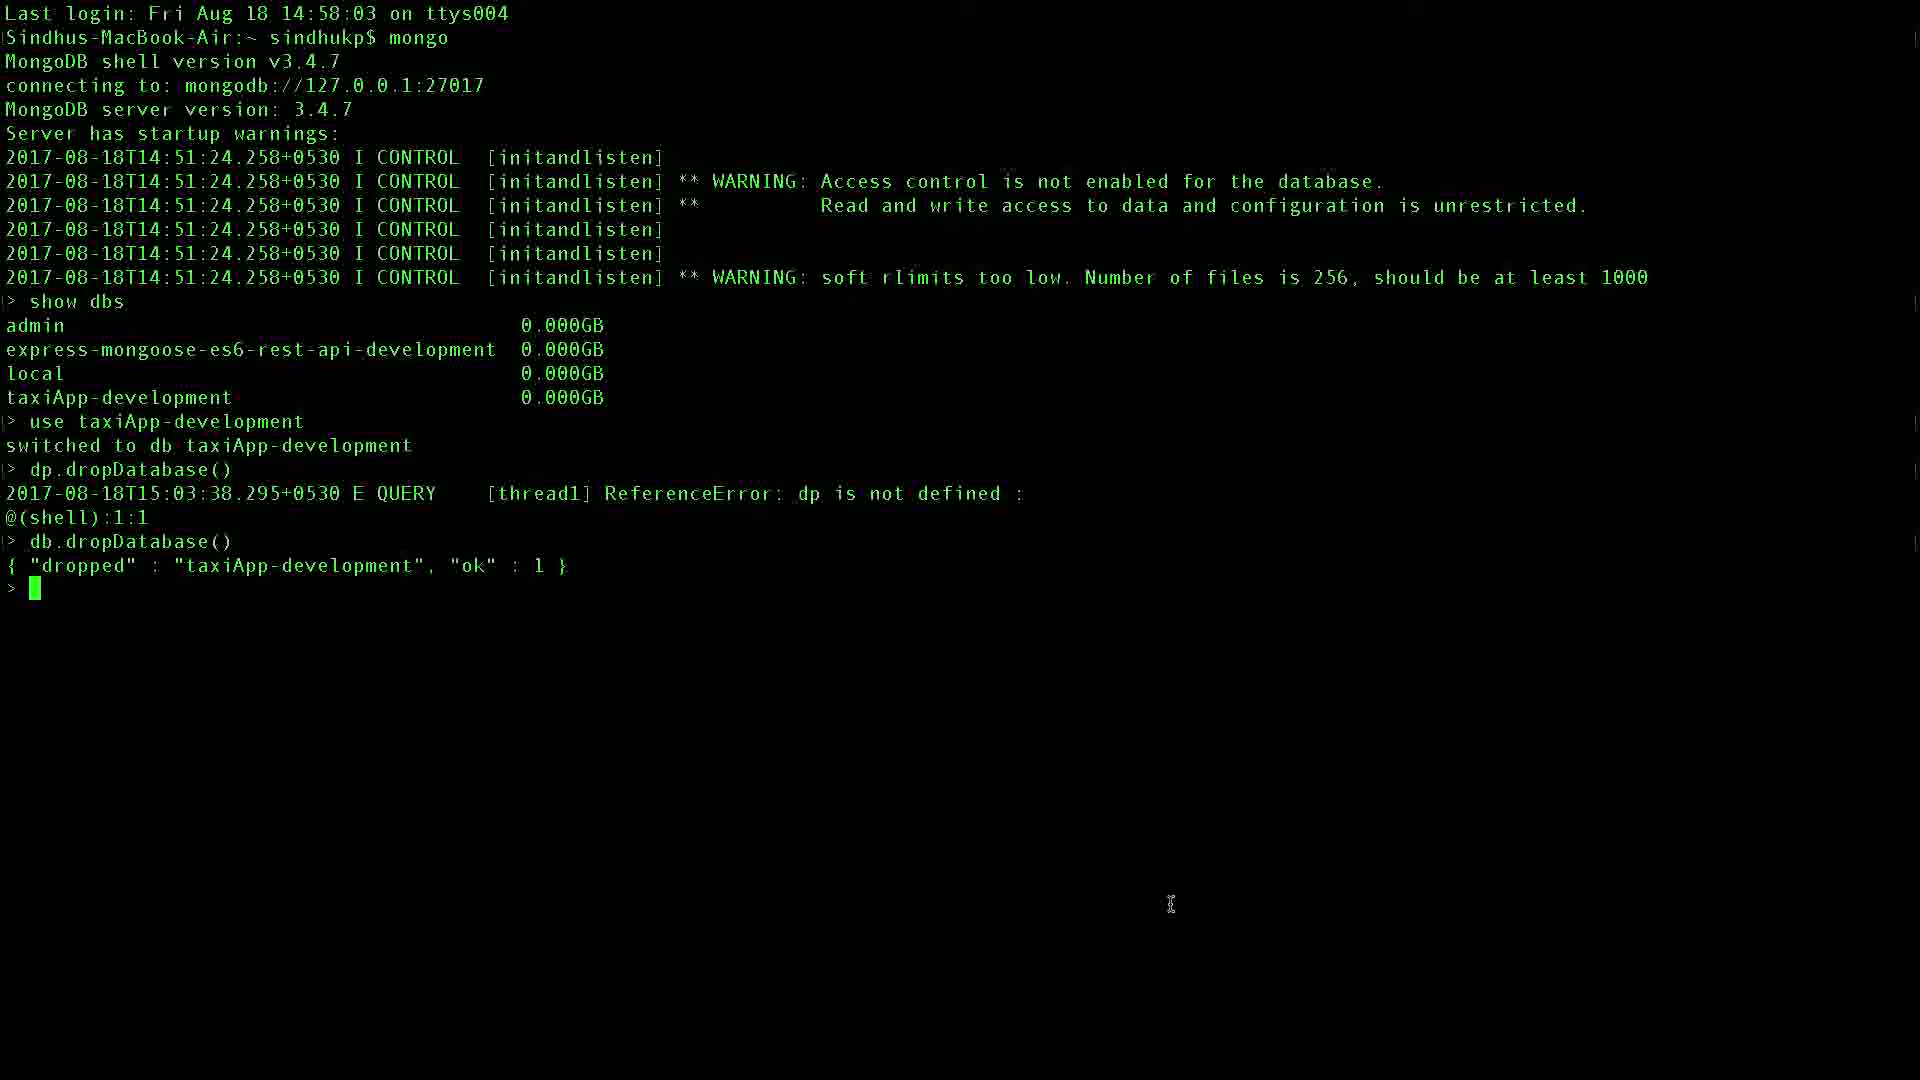 Last login: Fri Aug 18 14:58:03 on ttys004
Sindhus-MacBook-Air:~ sindhukp$ mongo
MongoDB shell version v3.4.7
connecting to: mongodb://127.0.0.1:27017
MongoDB server version: 3.4.7
Server has startup warnings:
2017-08-18T14:51:24.258+0530 I CONTROL  [initandlisten]
2017-08-18T14:51:24.258+0530 I CONTROL  [initandlisten] ** WARNING: Access control is not enabled for the database.
2017-08-18T14:51:24.258+0530 I CONTROL  [initandlisten] **          Read and write access to data and configuration is unrestricted.
2017-08-18T14:51:24.258+0530 I CONTROL  [initandlisten]
2017-08-18T14:51:24.258+0530 I CONTROL  [initandlisten]
2017-08-18T14:51:24.258+0530 I CONTROL  [initandlisten] ** WARNING: soft rlimits too low. Number of files is 256, should be at least 1000
> show dbs
admin                                      0.000GB
express-mongoose-es6-rest-api-development  0.000GB
local                                      0.000GB
taxiApp-development                        0.000GB
> use taxiApp-development
switched to db taxiApp-development
> dp.dropDatabase()
2017-08-18T15:03:38.295+0530 E QUERY    [thread1] ReferenceError: dp is not defined :
@(shell):1:1
> db.dropDatabase()
{ "dropped" : "taxiApp-development", "ok" : 1 }
>